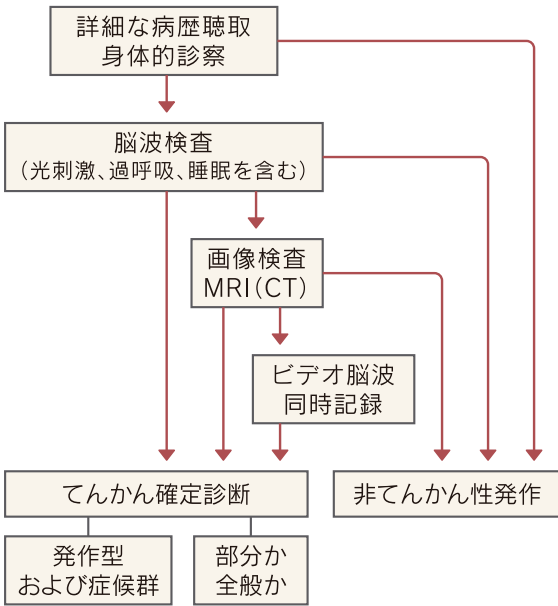 詳細な病歴聴取
身体的診察
脳波検査
（光刺激、過呼吸、睡眠を含む）
画像検査
MRI（CT）
ビデオ脳波
同時記録
てんかん確定診断
非てんかん性発作
発作型
および症候群
部分か
全般か